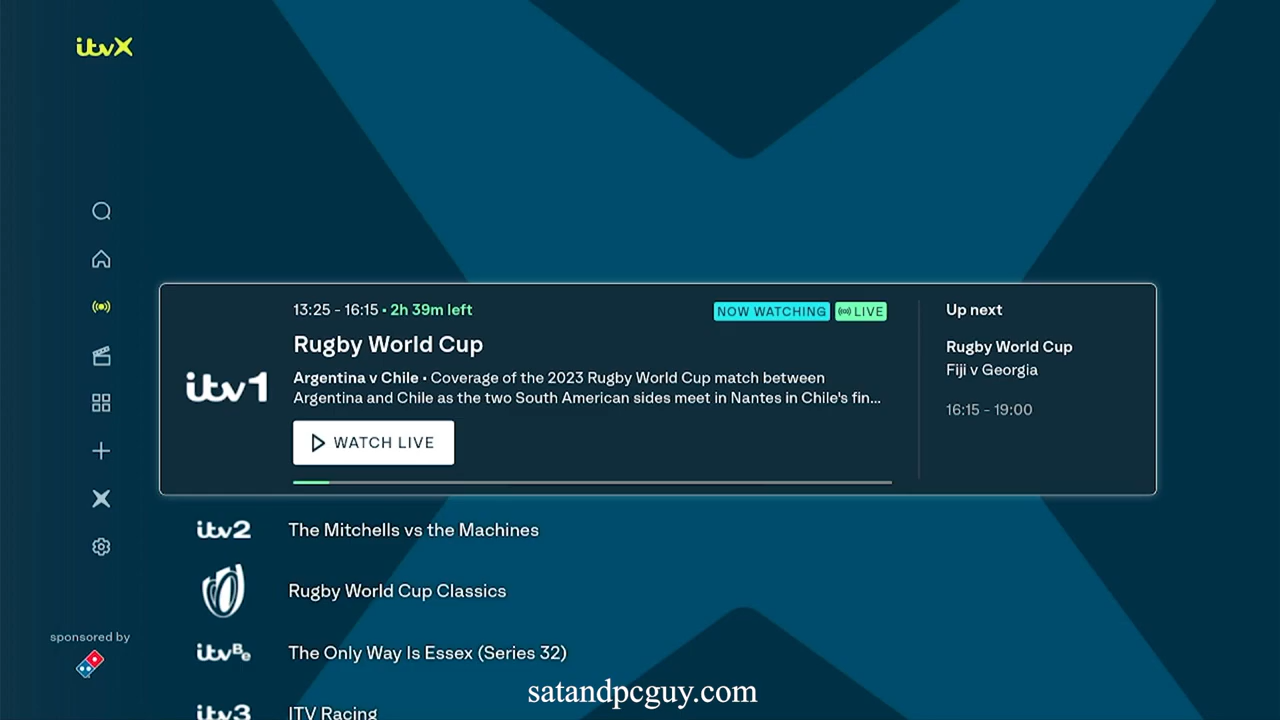 itvX
13:25 - 16:15 • 2h 39m left
NOW WATCHING
LIVE
Rugby World Cup
Argentina v Chile • Coverage of the 2023 Rugby World Cup match between
Argentina and Chile as the two South American sides meet in Nantes in Chile's fin...
itv1
WATCH LIVE
Up next
Rugby World Cup
Fiji v Georgia
16:15 - 19:00
itv2
The Mitchells vs the Machines
Rugby World Cup Classics
itvBe
The Only Way Is Essex (Series 32)
itv3
ITV Racing
sponsored by
satandpcguy.com